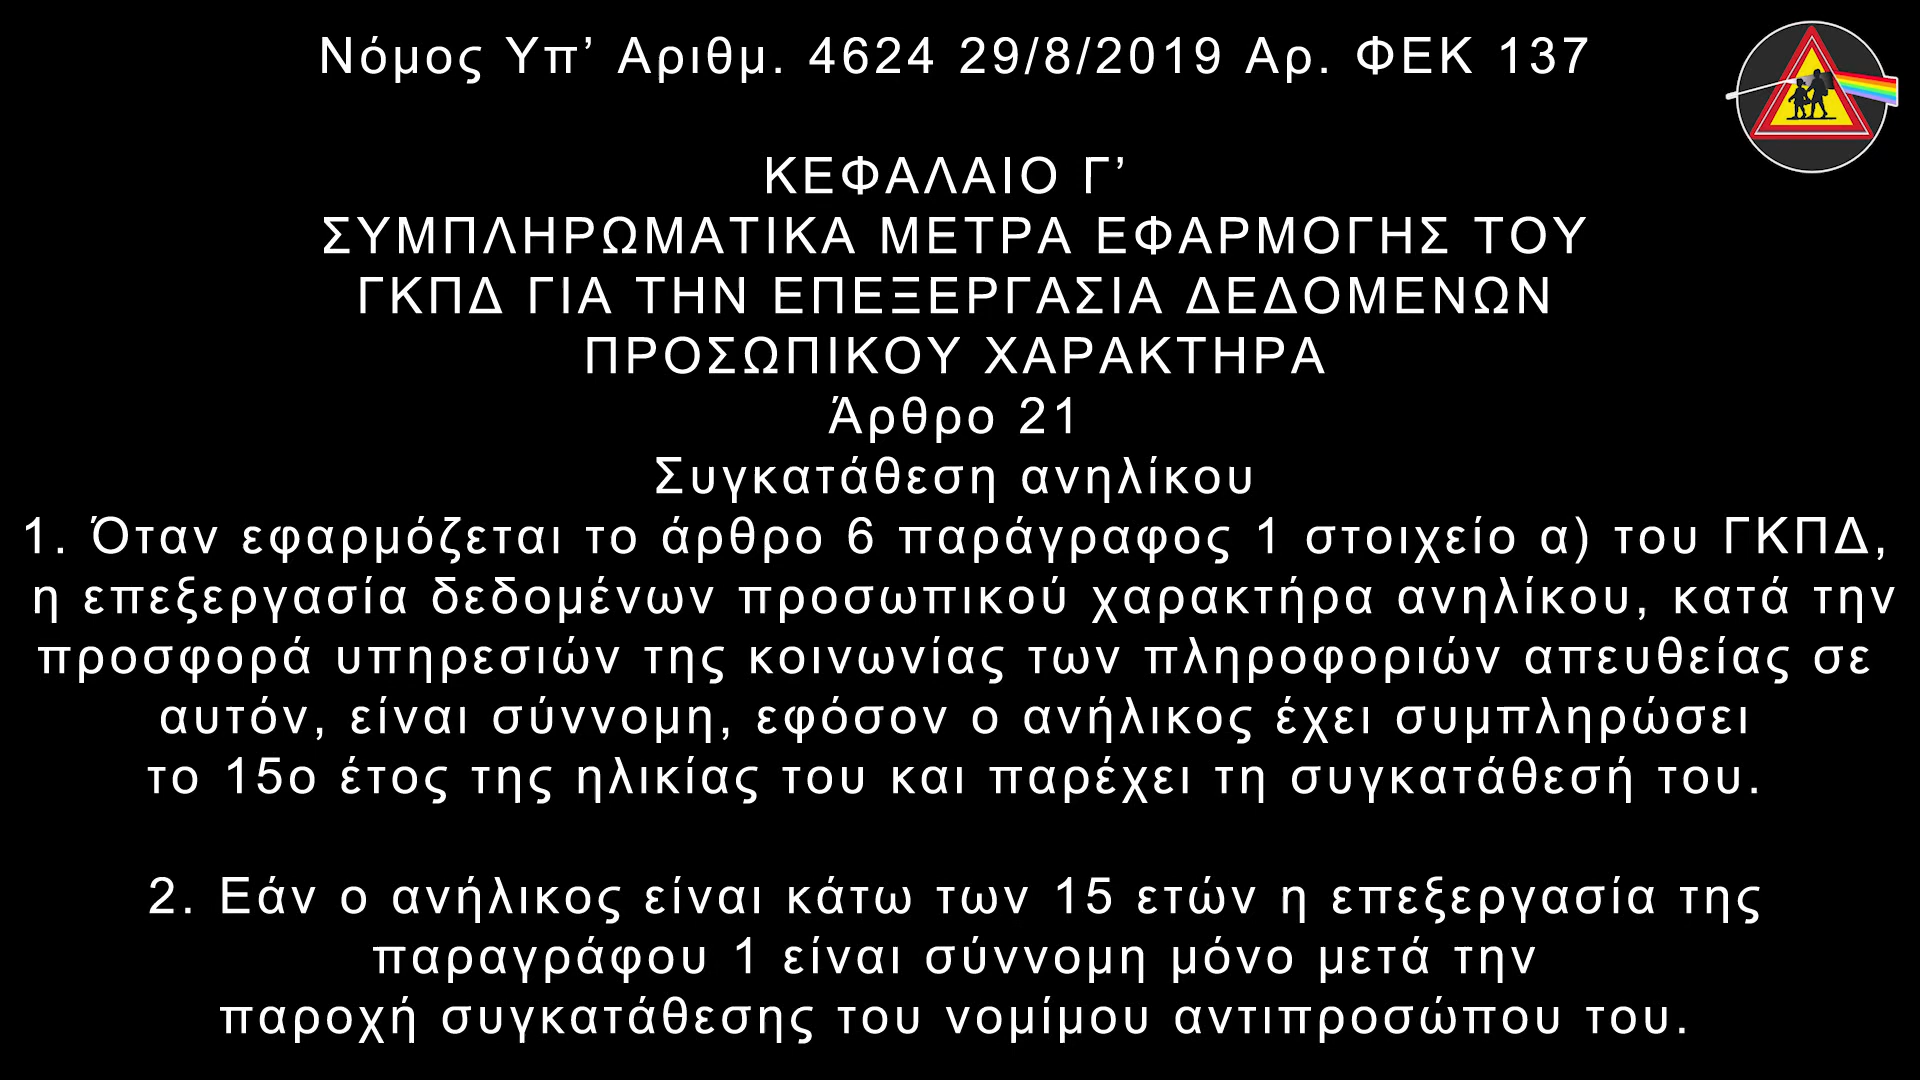 Νόμος Υπ’ Αριθμ. 4624 29/8/2019 Αρ. ΦΕΚ 137
ΚΕΦΑΛΑΙΟ Γ’
ΣΥΜΠΛΗΡΩΜΑΤΙΚΑ ΜΕΤΡΑ ΕΦΑΡΜΟΓΗΣ ΤΟΥ
ΓΚΠΔ ΓΙΑ ΤΗΝ ΕΠΕΞΕΡΓΑΣΙΑ ΔΕΔΟΜΕΝΩΝ
ΠΡΟΣΩΠΙΚΟΥ ΧΑΡΑΚΤΗΡΑ
Άρθρο 21
Συγκατάθεση ανηλίκου
1. Όταν εφαρμόζεται το άρθρο 6 παράγραφος 1 στοιχείο α) του ΓΚΠΔ,
η επεξεργασία δεδομένων προσωπικού χαρακτήρα ανηλίκου, κατά την
προσφορά υπηρεσιών της κοινωνίας των πληροφοριών απευθείας σε
αυτόν, είναι σύννομη, εφόσον ο ανήλικος έχει συμπληρώσει
το 15ο έτος της ηλικίας του και παρέχει τη συγκατάθεσή του.
2. Εάν ο ανήλικος είναι κάτω των 15 ετών η επεξεργασία της
παραγράφου 1 είναι σύννομη μόνο μετά την
παροχή συγκατάθεσης του νομίμου αντιπροσώπου του.